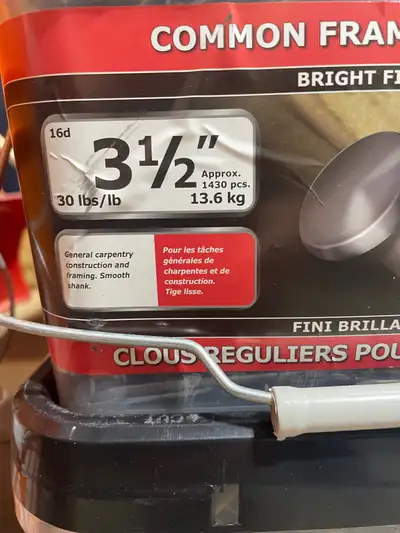 COMMON FRAM
BRIGHT FI
16d
3½"
Approx.
1430 pcs.
30 lbs/lb
13.6 kg
General carpentry
construction and
framing. Smooth
shank.
Pour les tâches
générales de
charpentes et de
construction.
Tige lisse.
FINI BRILLA
CLOUS REGULIERS POU